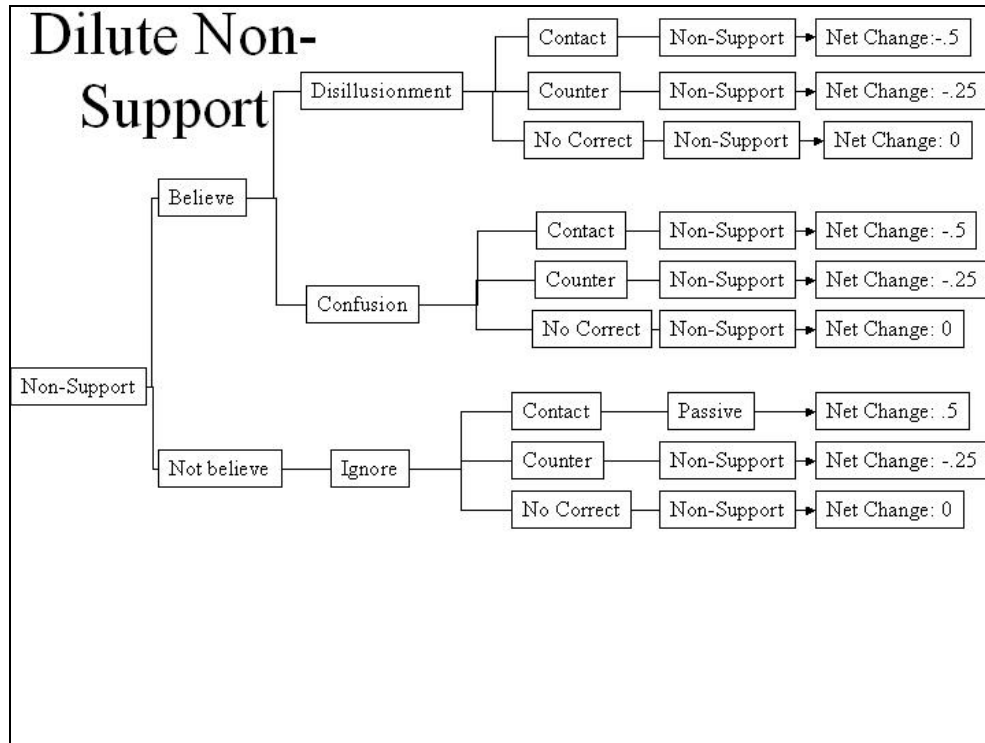 Dilute Non-
Support
Contact Non-Support Net Change:-.5
Disillusionment Counter Non-Support Net Change: -.25
No Correct Non-Support Net Change: 0
Believe
Contact Non-Support Net Change: -.5
Counter Non-Support Net Change: -.25
Confusion
No Correct Non-Support Net Change: 0
Non-Support
Contact Passive Net Change: .5
Not believe Ignore Counter Non-Support Net Change: -.25
No Correct Non-Support Net Change: 0